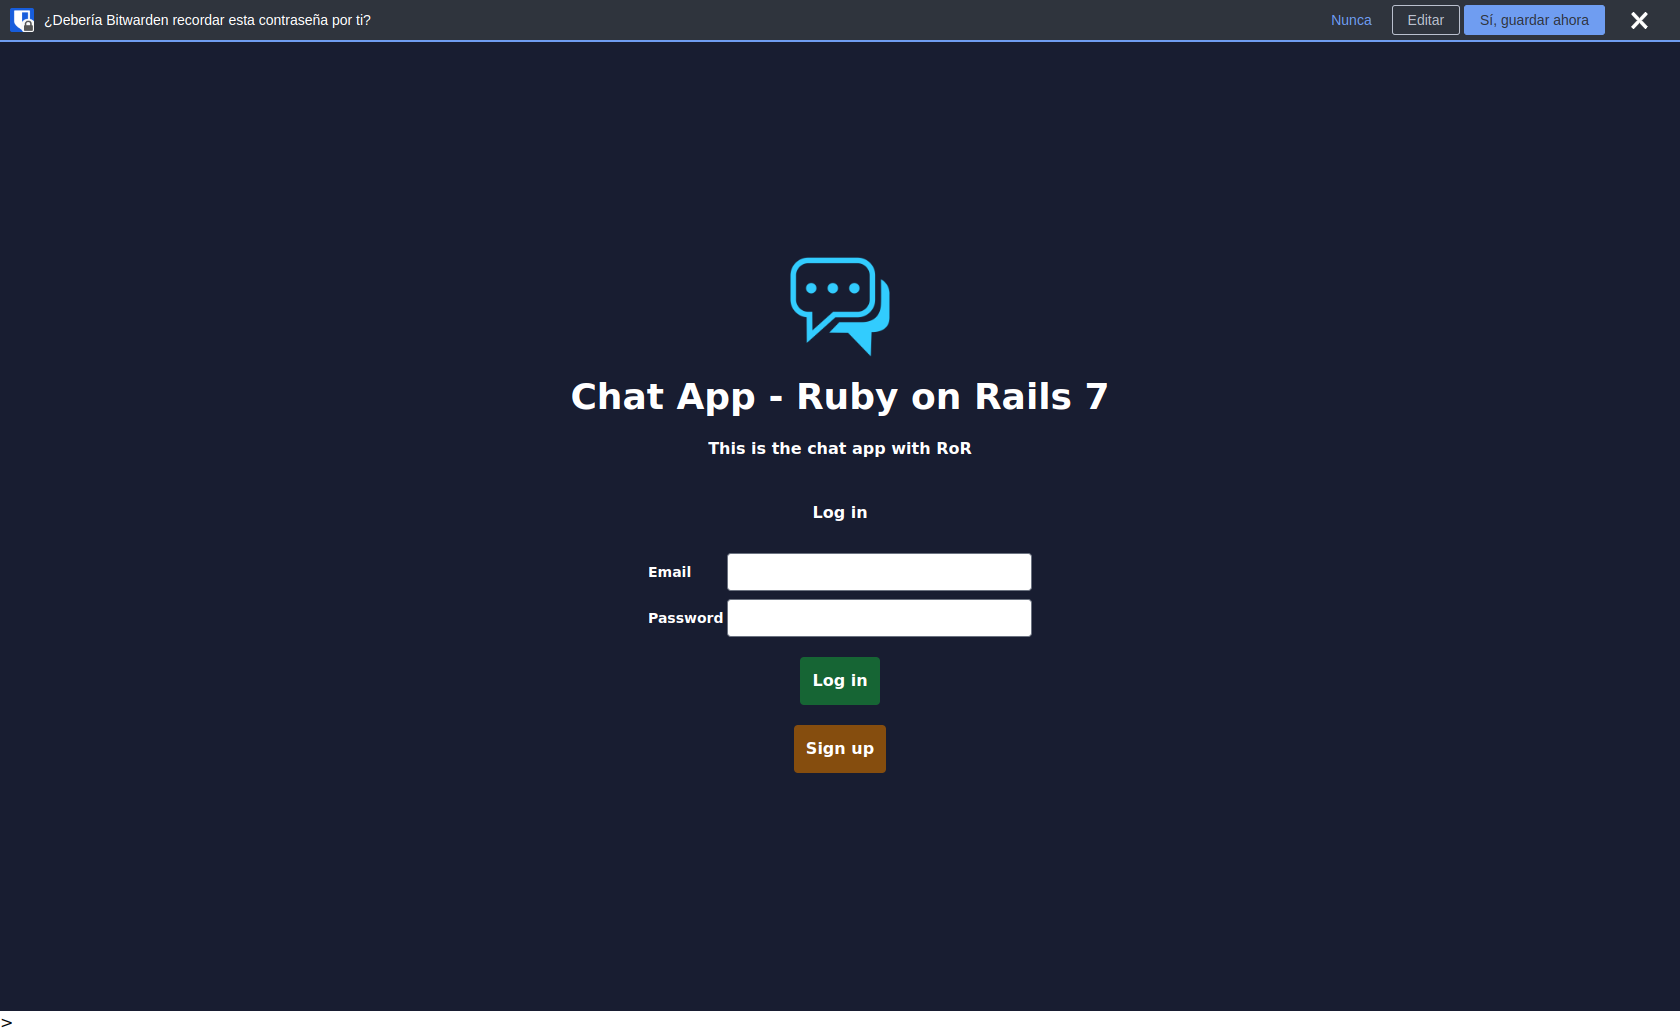 ¿Debería Bitwarden recordar esta contraseña por ti?
Nunca
Editar
Sí, guardar ahora
Chat App - Ruby on Rails 7
This is the chat app with RoR
Log in
Email
Password
Log in
Sign up
>